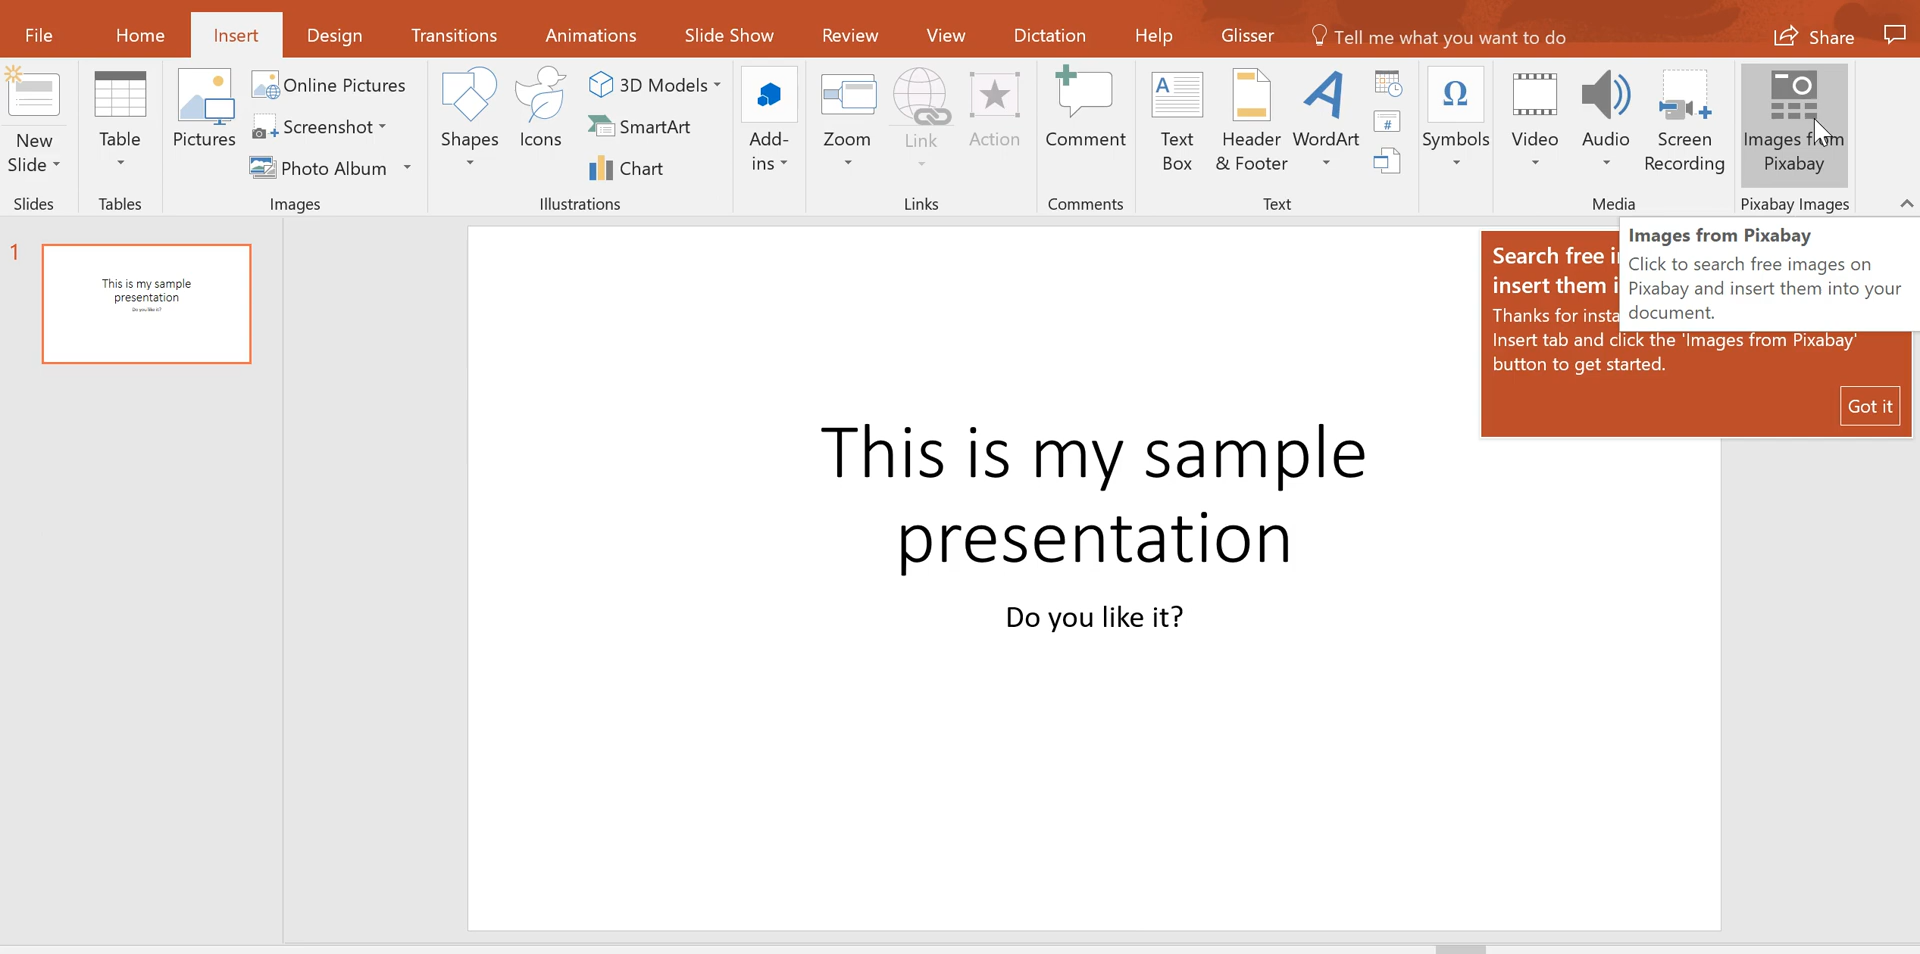 File Home Insert Design Transitions Animations Slide Show Review View Dictation Help Glisser Tell me what you want to do Share
New Slide
Table
Pictures
Online Pictures
Screenshot
Photo Album
Shapes
Icons
3D Models
SmartArt
Chart
Add-ins
Zoom
Link
Action
Comment
Text Box
Header & Footer
WordArt
#
Ω
Symbols
Video
Audio
Screen Recording
Images from Pixabay
Slides Tables Images Illustrations Links Comments Text Media Pixabay Images
1
This is my sample
presentation
Do you like it?
Images from Pixabay
Click to search free images on
Pixabay and insert them into your
document.
Search free
insert them
Thanks for
Insert tab and click the 'Images from Pixabay'
button to get started.
Got it
This is my sample
presentation
Do you like it?